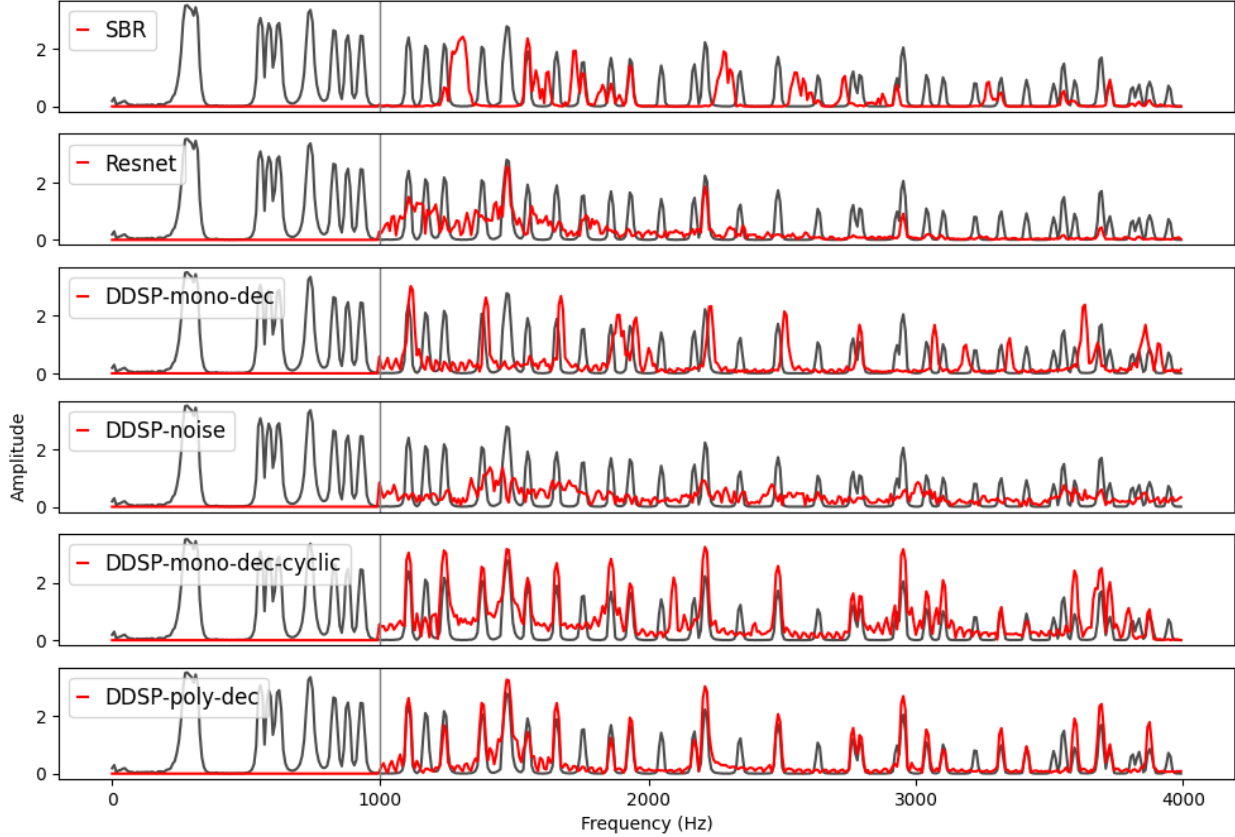 SBR
2
0
Resnet
2
0
DDSP-mono-dec
2
0
DDSP-noise
2
0
Amplitude
DDSP-mono-dec-cyclic
2
0
DDSP-poly-dec
2
0
0 1000 2000 3000 4000
Frequency (Hz)